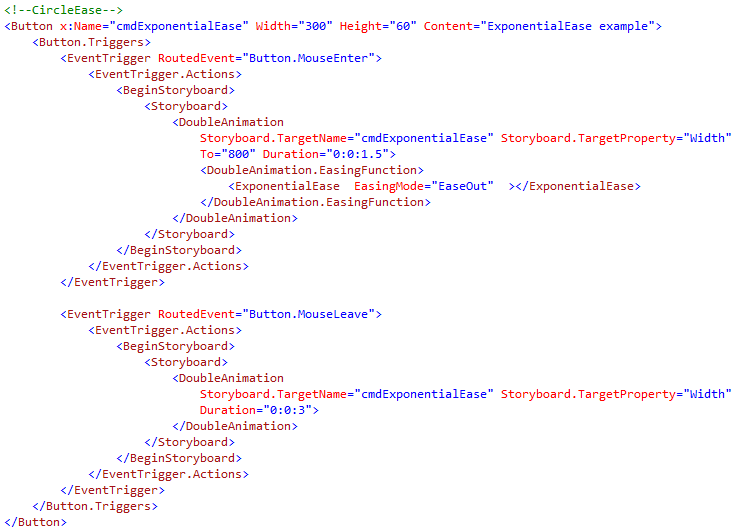 <!--CircleEase-->
<Button x:Name="cmdExponentialEase" Width="300" Height="60" Content="ExponentialEase example">
    <Button.Triggers>
        <EventTrigger RoutedEvent="Button.MouseEnter">
            <EventTrigger.Actions>
                <BeginStoryboard>
                    <Storyboard>
                        <DoubleAnimation
                            Storyboard.TargetName="cmdExponentialEase" Storyboard.TargetProperty="Width"
                            To="800" Duration="0:0:1.5">
                            <DoubleAnimation.EasingFunction>
                                <ExponentialEase  EasingMode="EaseOut"  ></ExponentialEase>
                            </DoubleAnimation.EasingFunction>
                        </DoubleAnimation>
                    </Storyboard>
                </BeginStoryboard>
            </EventTrigger.Actions>
        </EventTrigger>

        <EventTrigger RoutedEvent="Button.MouseLeave">
            <EventTrigger.Actions>
                <BeginStoryboard>
                    <Storyboard>
                        <DoubleAnimation
                            Storyboard.TargetName="cmdExponentialEase" Storyboard.TargetProperty="Width"
                            Duration="0:0:3">
                        </DoubleAnimation>
                    </Storyboard>
                </BeginStoryboard>
            </EventTrigger.Actions>
        </EventTrigger>
    </Button.Triggers>
</Button>